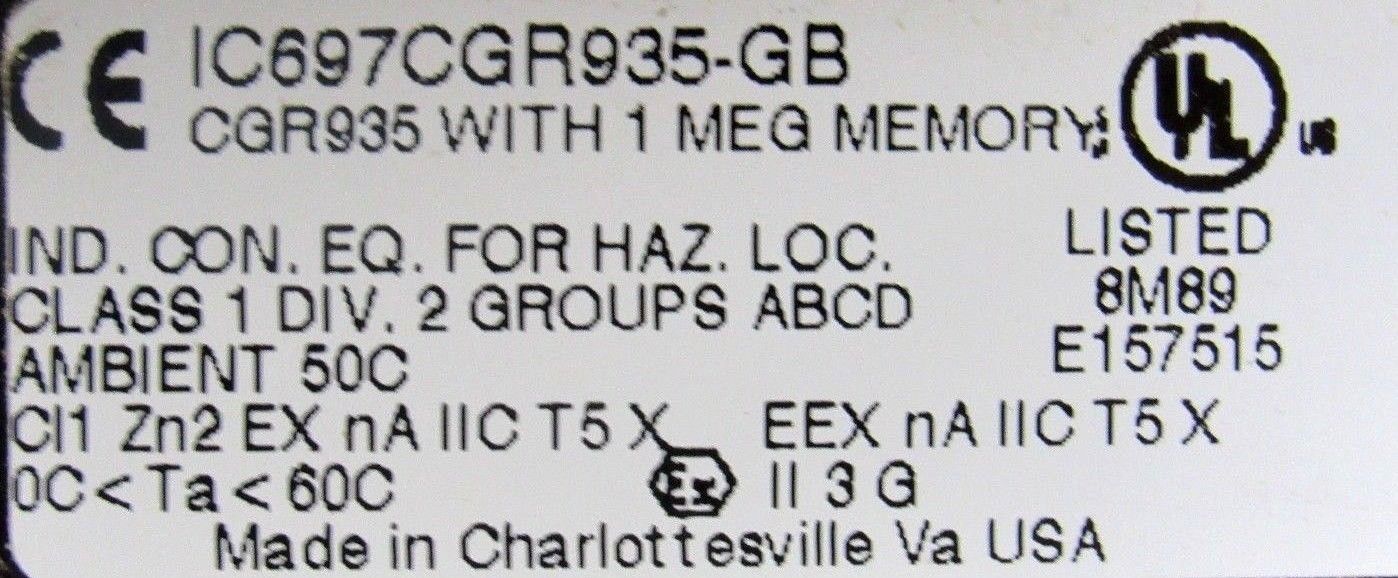 CE IC697CGR935-GB
CGR935 WITH 1 MEG MEMORY
UL US
IND. CON. EQ. FOR HAZ. LOC.
CLASS 1 DIV. 2 GROUPS ABCD
AMBIENT 50C
LISTED
8M89
E157515
Cl1 Zn2 EX nA IIC T5 X EEX nA IIC T5 X
0C < Ta < 60C Ex II 3 G
Made in Charlottesville Va USA